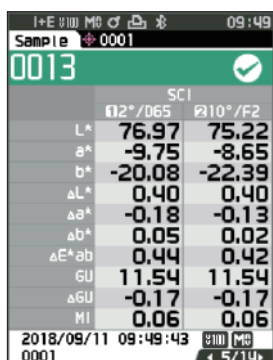 I+E M0 09:49
Sample 0001
0013
SCI
1 2°/D65 2 10°/F2
L* 76.97 75.22
a* -9.75 -8.65
b* -20.08 -22.39
ΔL* 0.40 0.40
Δa* -0.18 -0.13
Δb* 0.05 0.02
ΔE*ab 0.44 0.42
GU 11.54 11.54
ΔGU -0.17 -0.17
MI 0.06 0.06
2018/09/11 09:49:43 M0
0001 5/14